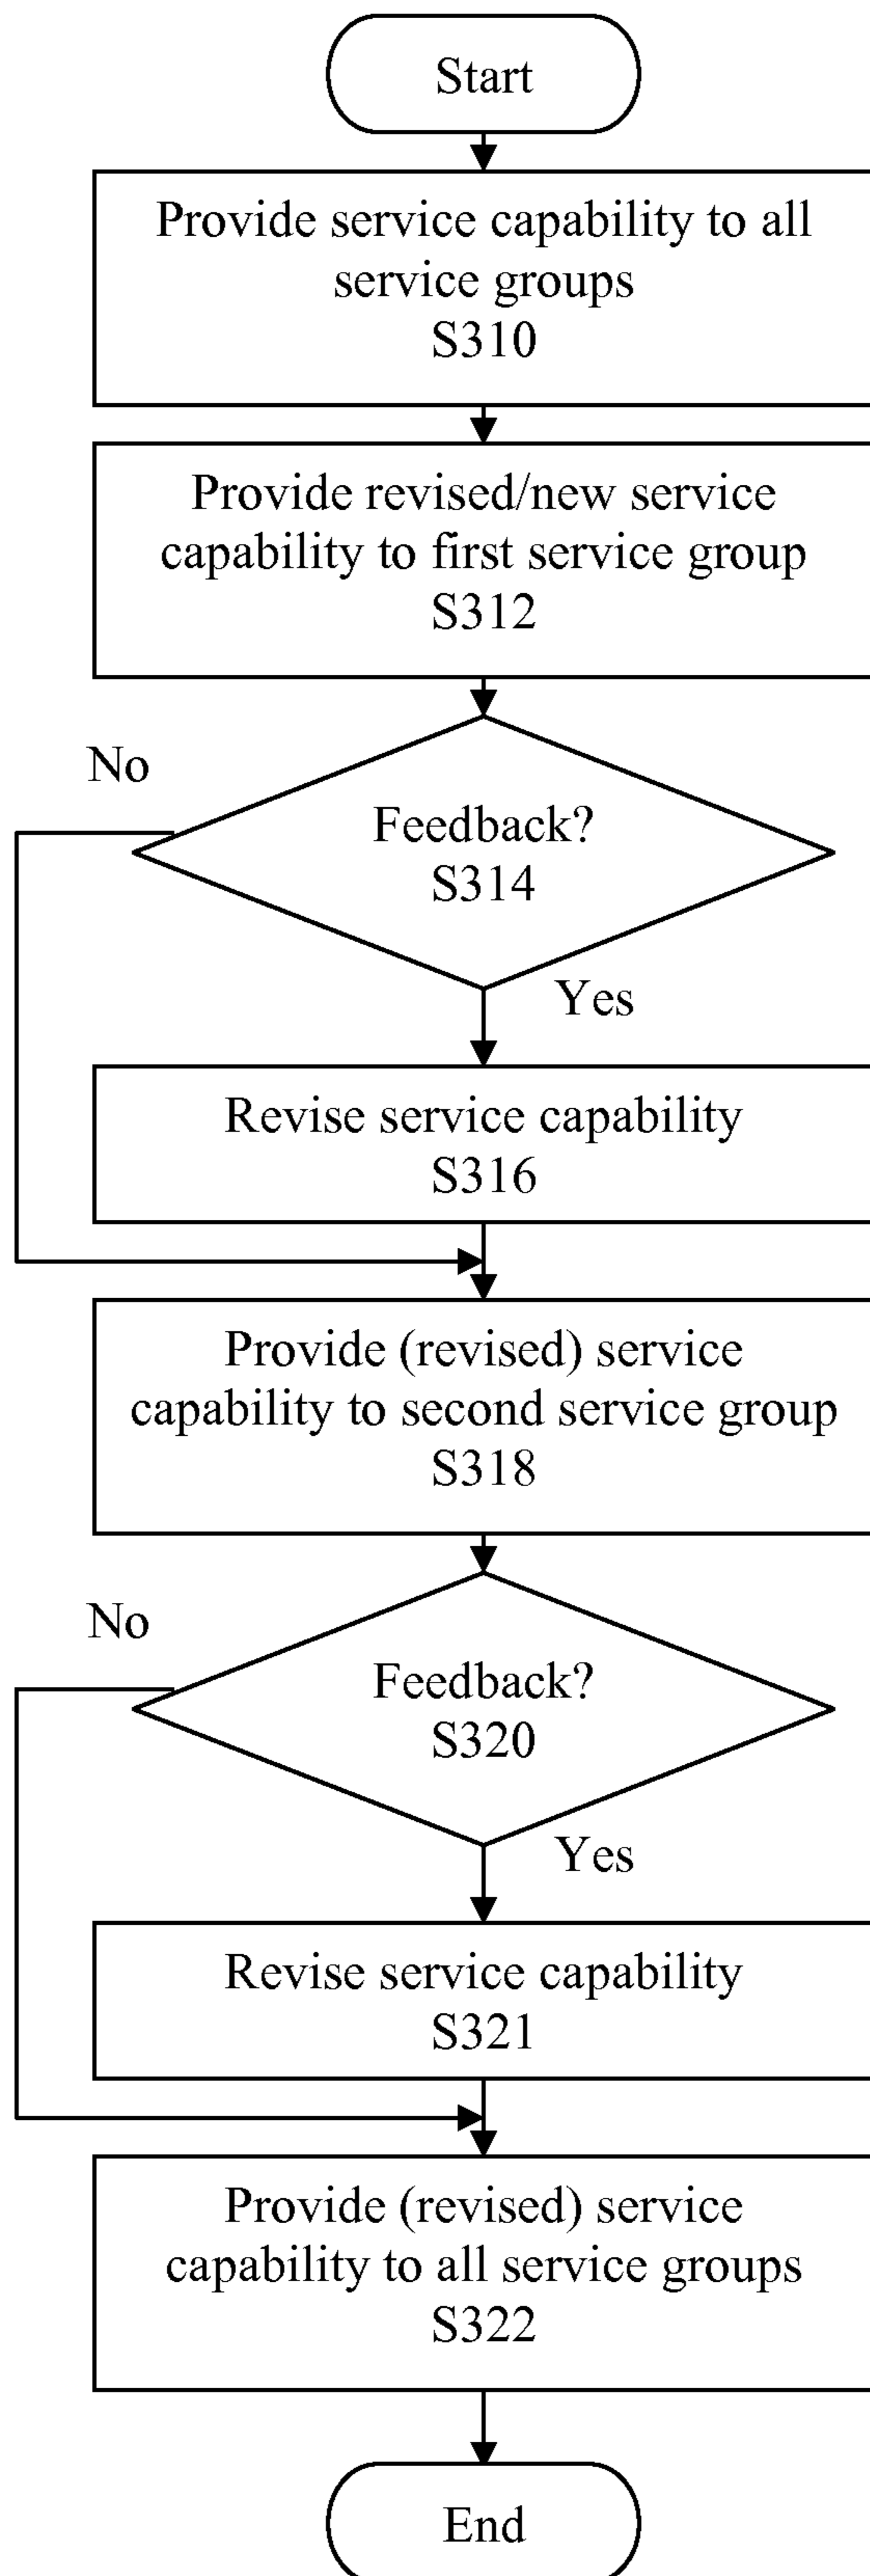 Start
Provide service capability to all
service groups
S310
Provide revised/new service
capability to first service group
S312
No
Feedback?
S314
Yes
Revise service capability
S316
Provide (revised) service
capability to second service group
S318
No
Feedback?
S320
Yes
Revise service capability
S321
Provide (revised) service
capability to all service groups
S322
End